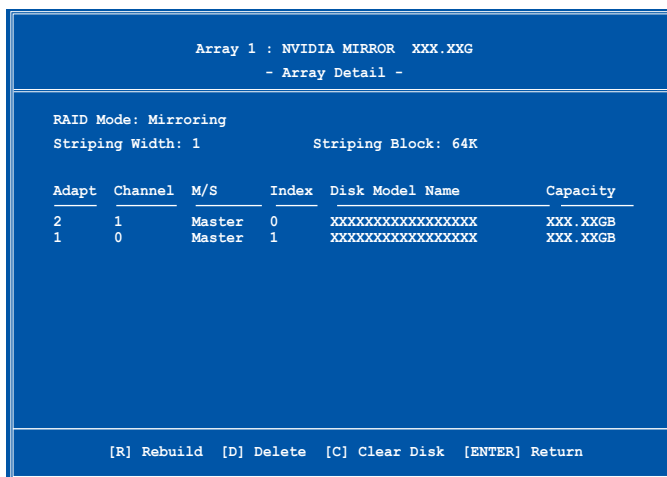 Array 1 : NVIDIA MIRROR XXX.XXG
- Array Detail -
RAID Mode: Mirroring
Striping Width: 1 Striping Block: 64K
Adapt Channel M/S Index Disk Model Name Capacity
2 1 Master 0 XXXXXXXXXXXXXXXXX XXX.XXGB
1 0 Master 1 XXXXXXXXXXXXXXXXX XXX.XXGB
[R] Rebuild [D] Delete [C] Clear Disk [ENTER] Return